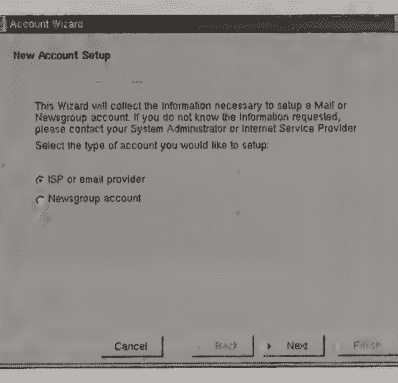 Account Wizard
New Account Setup
This Wizard will collect the information necessary to setup a Mail or
Newsgroup account. If you do not know the information requested,
please contact your System Administrator or Internet Service Provider
Select the type of account you would like to setup:
ISP or email provider
Newsgroup account
Cancel Back Next Finish